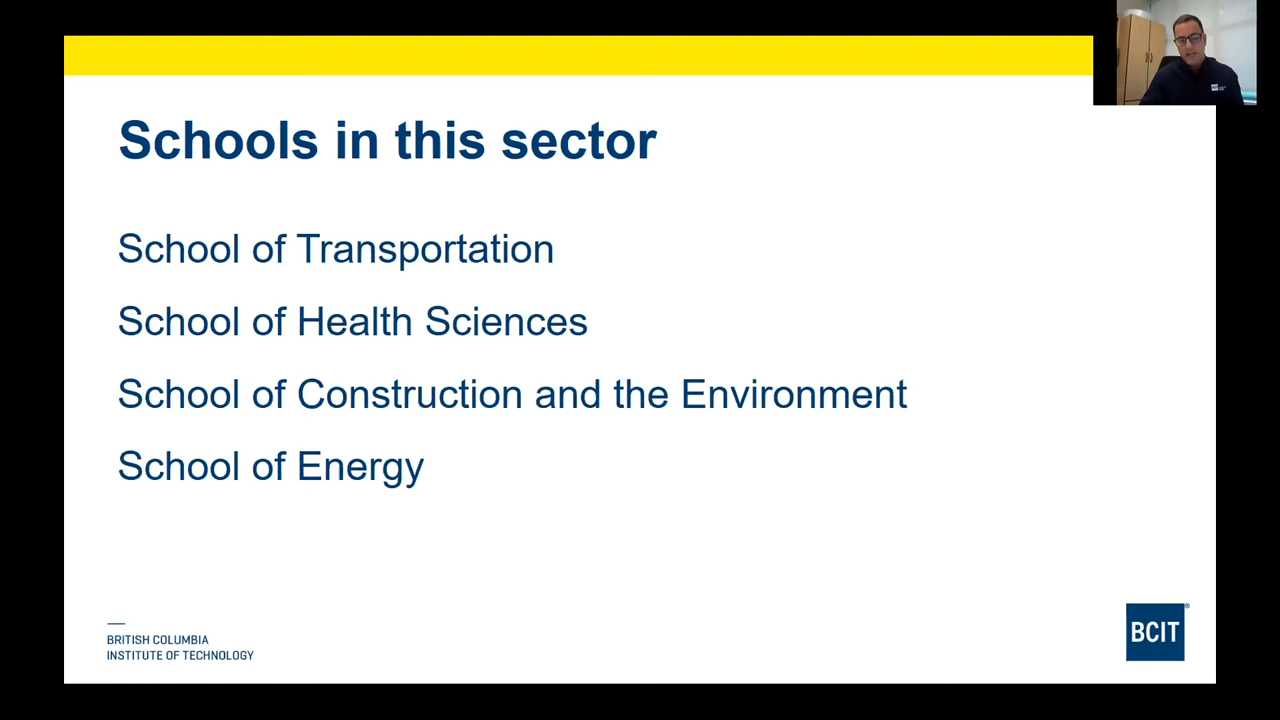 Schools in this sector
School of Transportation
School of Health Sciences
School of Construction and the Environment
School of Energy
BRITISH COLUMBIA
INSTITUTE OF TECHNOLOGY
BCIT®